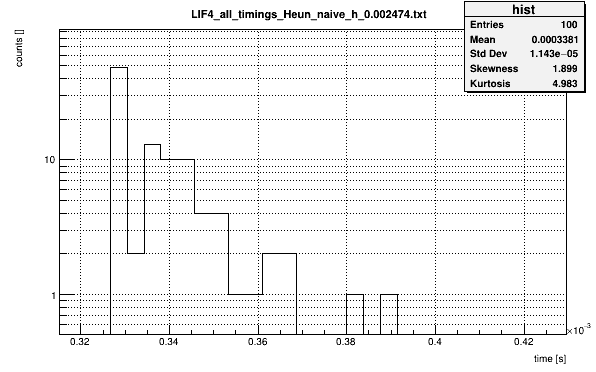 LIF4_all_timings_Heun_naive_h_0.002474.txt
hist
Entries 100
Mean 0.0003381
Std Dev 1.143e−05
Skewness 1.899
Kurtosis 4.983
counts []
10
1
0.32 0.34 0.36 0.38 0.4 0.42
×10⁻³
time [s]